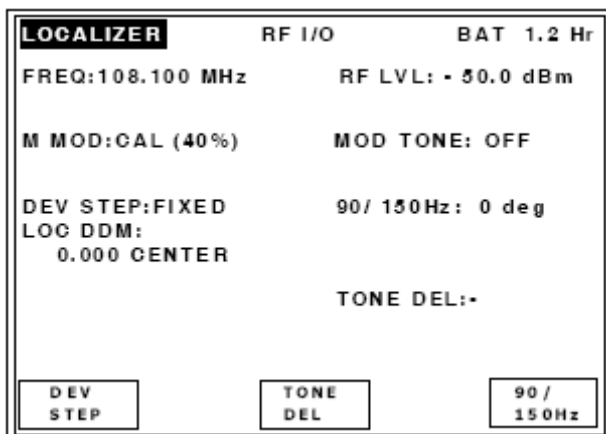 LOCALIZER RF I/O BAT 1.2 Hr
FREQ:108.100 MHz RF LVL: - 50.0 dBm
M MOD:CAL (40%) MOD TONE: OFF
DEV STEP:FIXED 90/ 150Hz: 0 deg
LOC DDM:
0.000 CENTER
TONE DEL:-
DEV TONE 90/
STEP DEL 150Hz